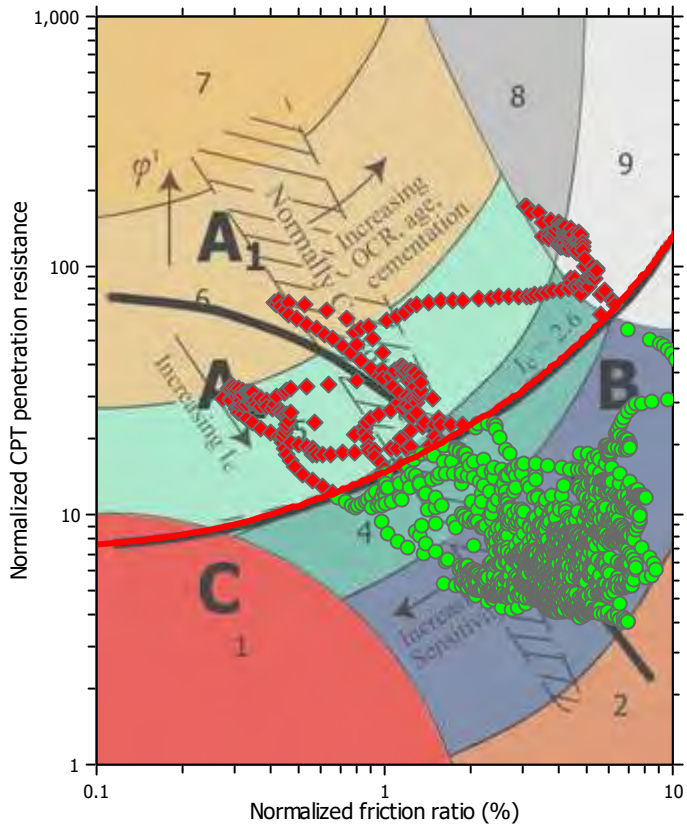 1,000
100
10
1
0.1
1
10
Normalized CPT penetration resistance
Normalized friction ratio (%)
7
8
9
φ'
A1
Normally
Increasing
OCR, age,
cementation
6
A
Increasing Ic
5
Ic = 2.6
B
4
C
1
Increasing
2